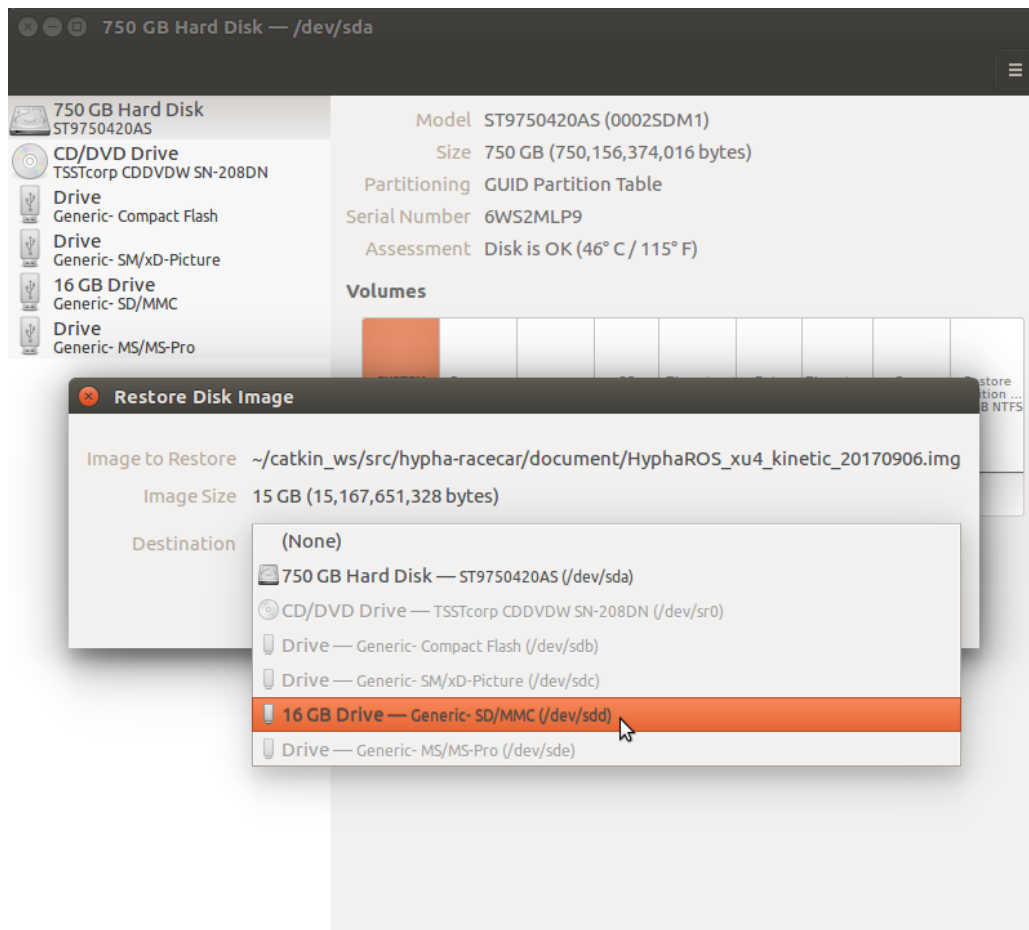 750 GB Hard Disk — /dev/sda
750 GB Hard Disk
ST9750420AS
CD/DVD Drive
TSSTcorp CDDVDW SN-208DN
Drive
Generic- Compact Flash
Drive
Generic- SM/xD-Picture
16 GB Drive
Generic- SD/MMC
Drive
Generic- MS/MS-Pro
Model ST9750420AS (0002SDM1)
Size 750 GB (750,156,374,016 bytes)
Partitioning GUID Partition Table
Serial Number 6WS2MLP9
Assessment Disk is OK (46° C / 115° F)
Volumes
B NTFS
Restore Disk Image
Image to Restore ~/catkin_ws/src/hypha-racecar/document/HyphaROS_xu4_kinetic_20170906.img
Image Size 15 GB (15,167,651,328 bytes)
Destination
(None)
750 GB Hard Disk — ST9750420AS (/dev/sda)
CD/DVD Drive — TSSTcorp CDDVDW SN-208DN (/dev/sr0)
Drive — Generic- Compact Flash (/dev/sdb)
Drive — Generic- SM/xD-Picture (/dev/sdc)
16 GB Drive — Generic- SD/MMC (/dev/sdd)
Drive — Generic- MS/MS-Pro (/dev/sde)